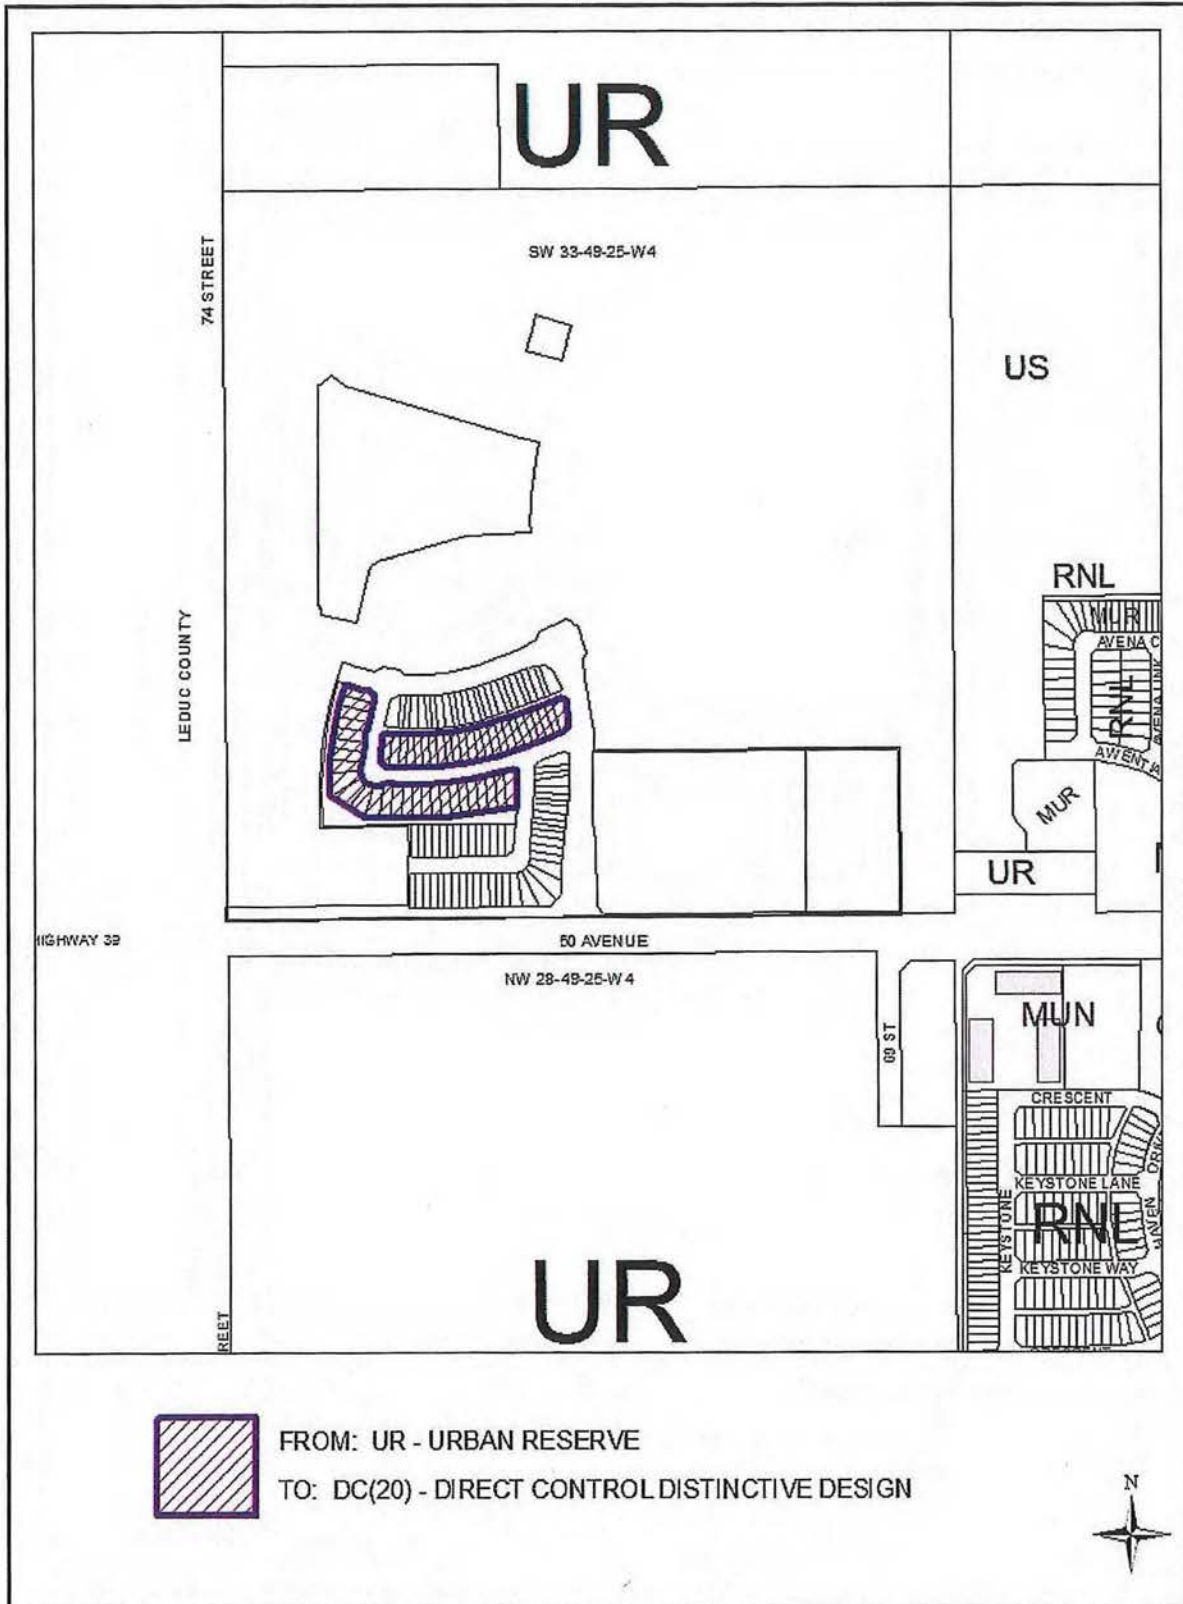 UR
SW 33-49-25-W4
74 STREET
US
RNL
MUR
AVENA C
LEDUC COUNTY
RNL
AVENA LINK
AWENTIA
MUR
UR
HIGHWAY 39
50 AVENUE
NW 28-49-25-W4
MUN
69 ST
CRESCENT
KEYSTONE LANE
KEYSTONE
RNL
HAVEN
KEYSTONE WAY
UR
REET
FROM: UR - URBAN RESERVE
TO: DC(20) - DIRECT CONTROL DISTINCTIVE DESIGN
N